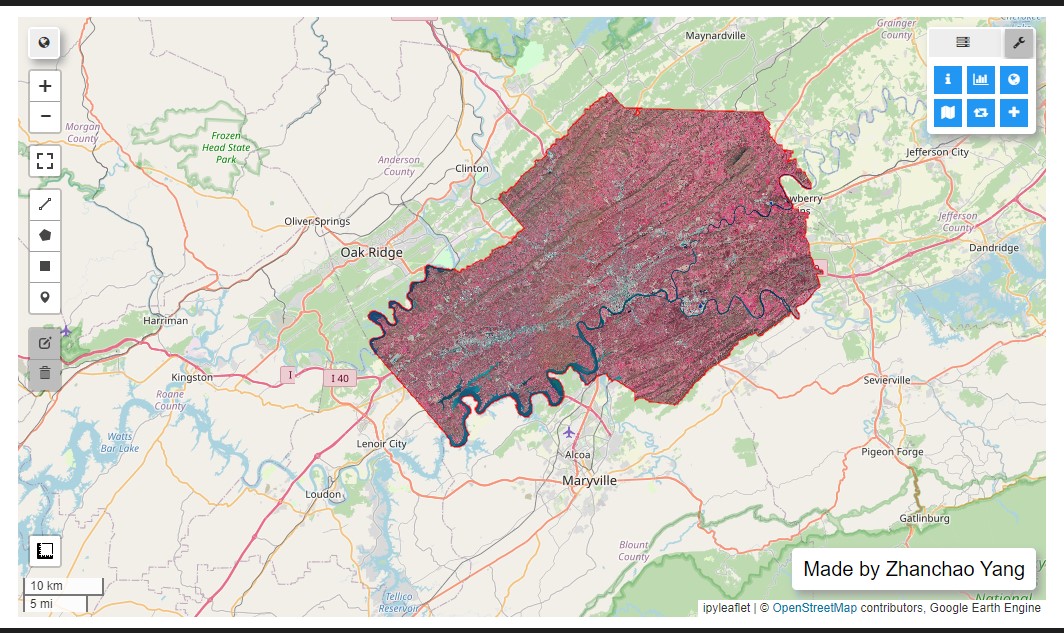 Maynardville
Grainger
County
Cherokee
Morgan
County
Frozen
Head State
Park
Anderson
County
Clinton
Jefferson City
Oliver Springs
Jefferson
County
Oak Ridge
Dandridge
Harriman
Kingston
I
I 40
Roane
County
Sevierville
Watts
Bar Lake
Lenoir City
Alcoa
Pigeon Forge
Maryville
Loudon
Gatlinburg
Blount
County
Made by Zhanchao Yang
10 km
5 mi
Tellico
Reservoir
National
ipyleaflet | © OpenStreetMap contributors, Google Earth Engine